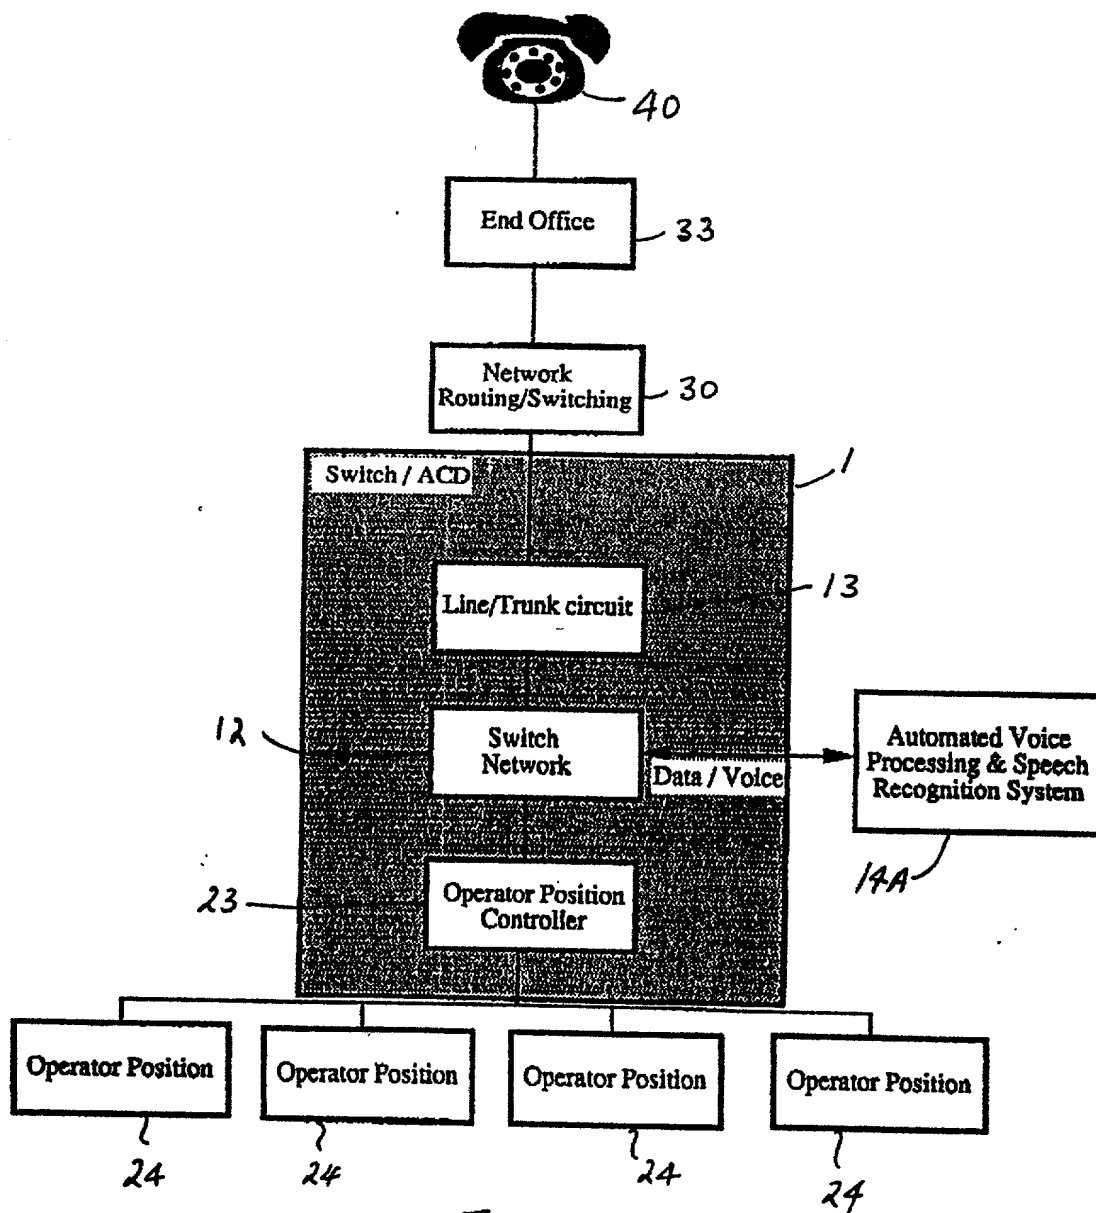 40
End Office
33
Network
Routing/Switching
30
Switch / ACD
1
Line/Trunk circuit
13
12
Switch
Network
Data / Voice
Automated Voice
Processing & Speech
Recognition System
14A
23
Operator Position
Controller
Operator Position
Operator Position
Operator Position
Operator Position
24
24
24
24